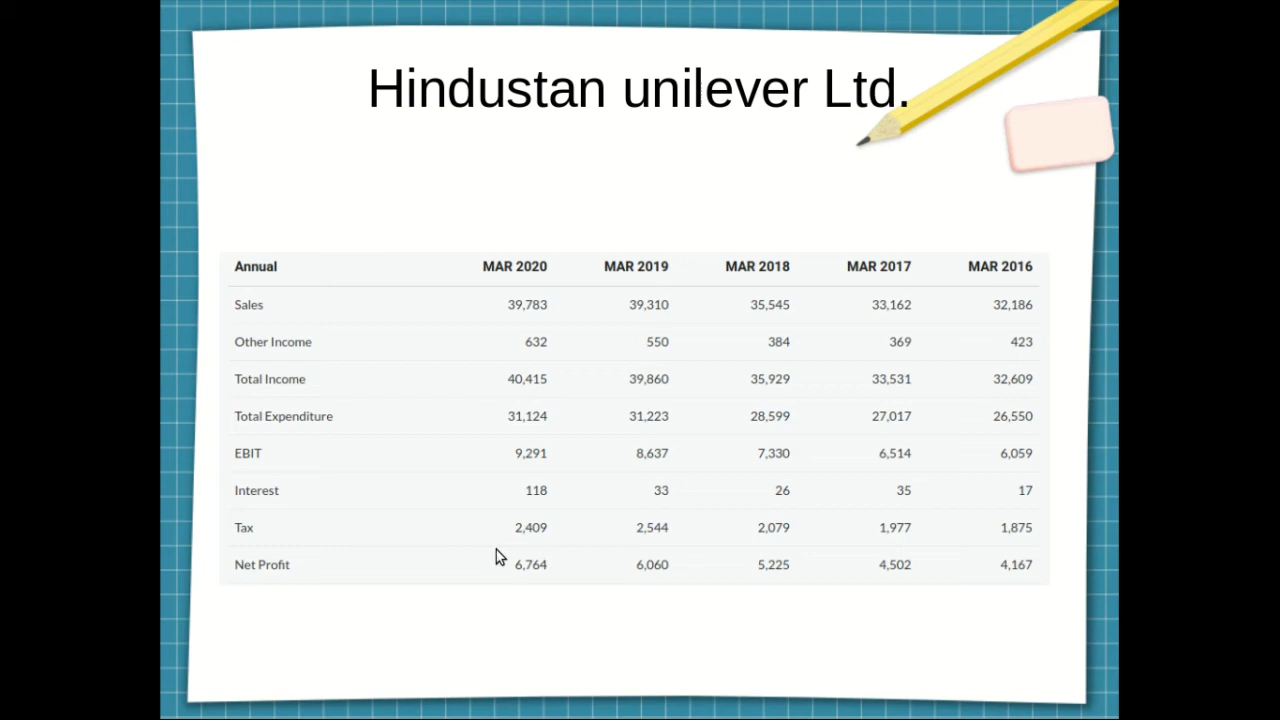 Hindustan unilever Ltd.
Annual MAR 2020 MAR 2019 MAR 2018 MAR 2017 MAR 2016
Sales 39,783 39,310 35,545 33,162 32,186
Other Income 632 550 384 369 423
Total Income 40,415 39,860 35,929 33,531 32,609
Total Expenditure 31,124 31,223 28,599 27,017 26,550
EBIT 9,291 8,637 7,330 6,514 6,059
Interest 118 33 26 35 17
Tax 2,409 2,544 2,079 1,977 1,875
Net Profit 6,764 6,060 5,225 4,502 4,167